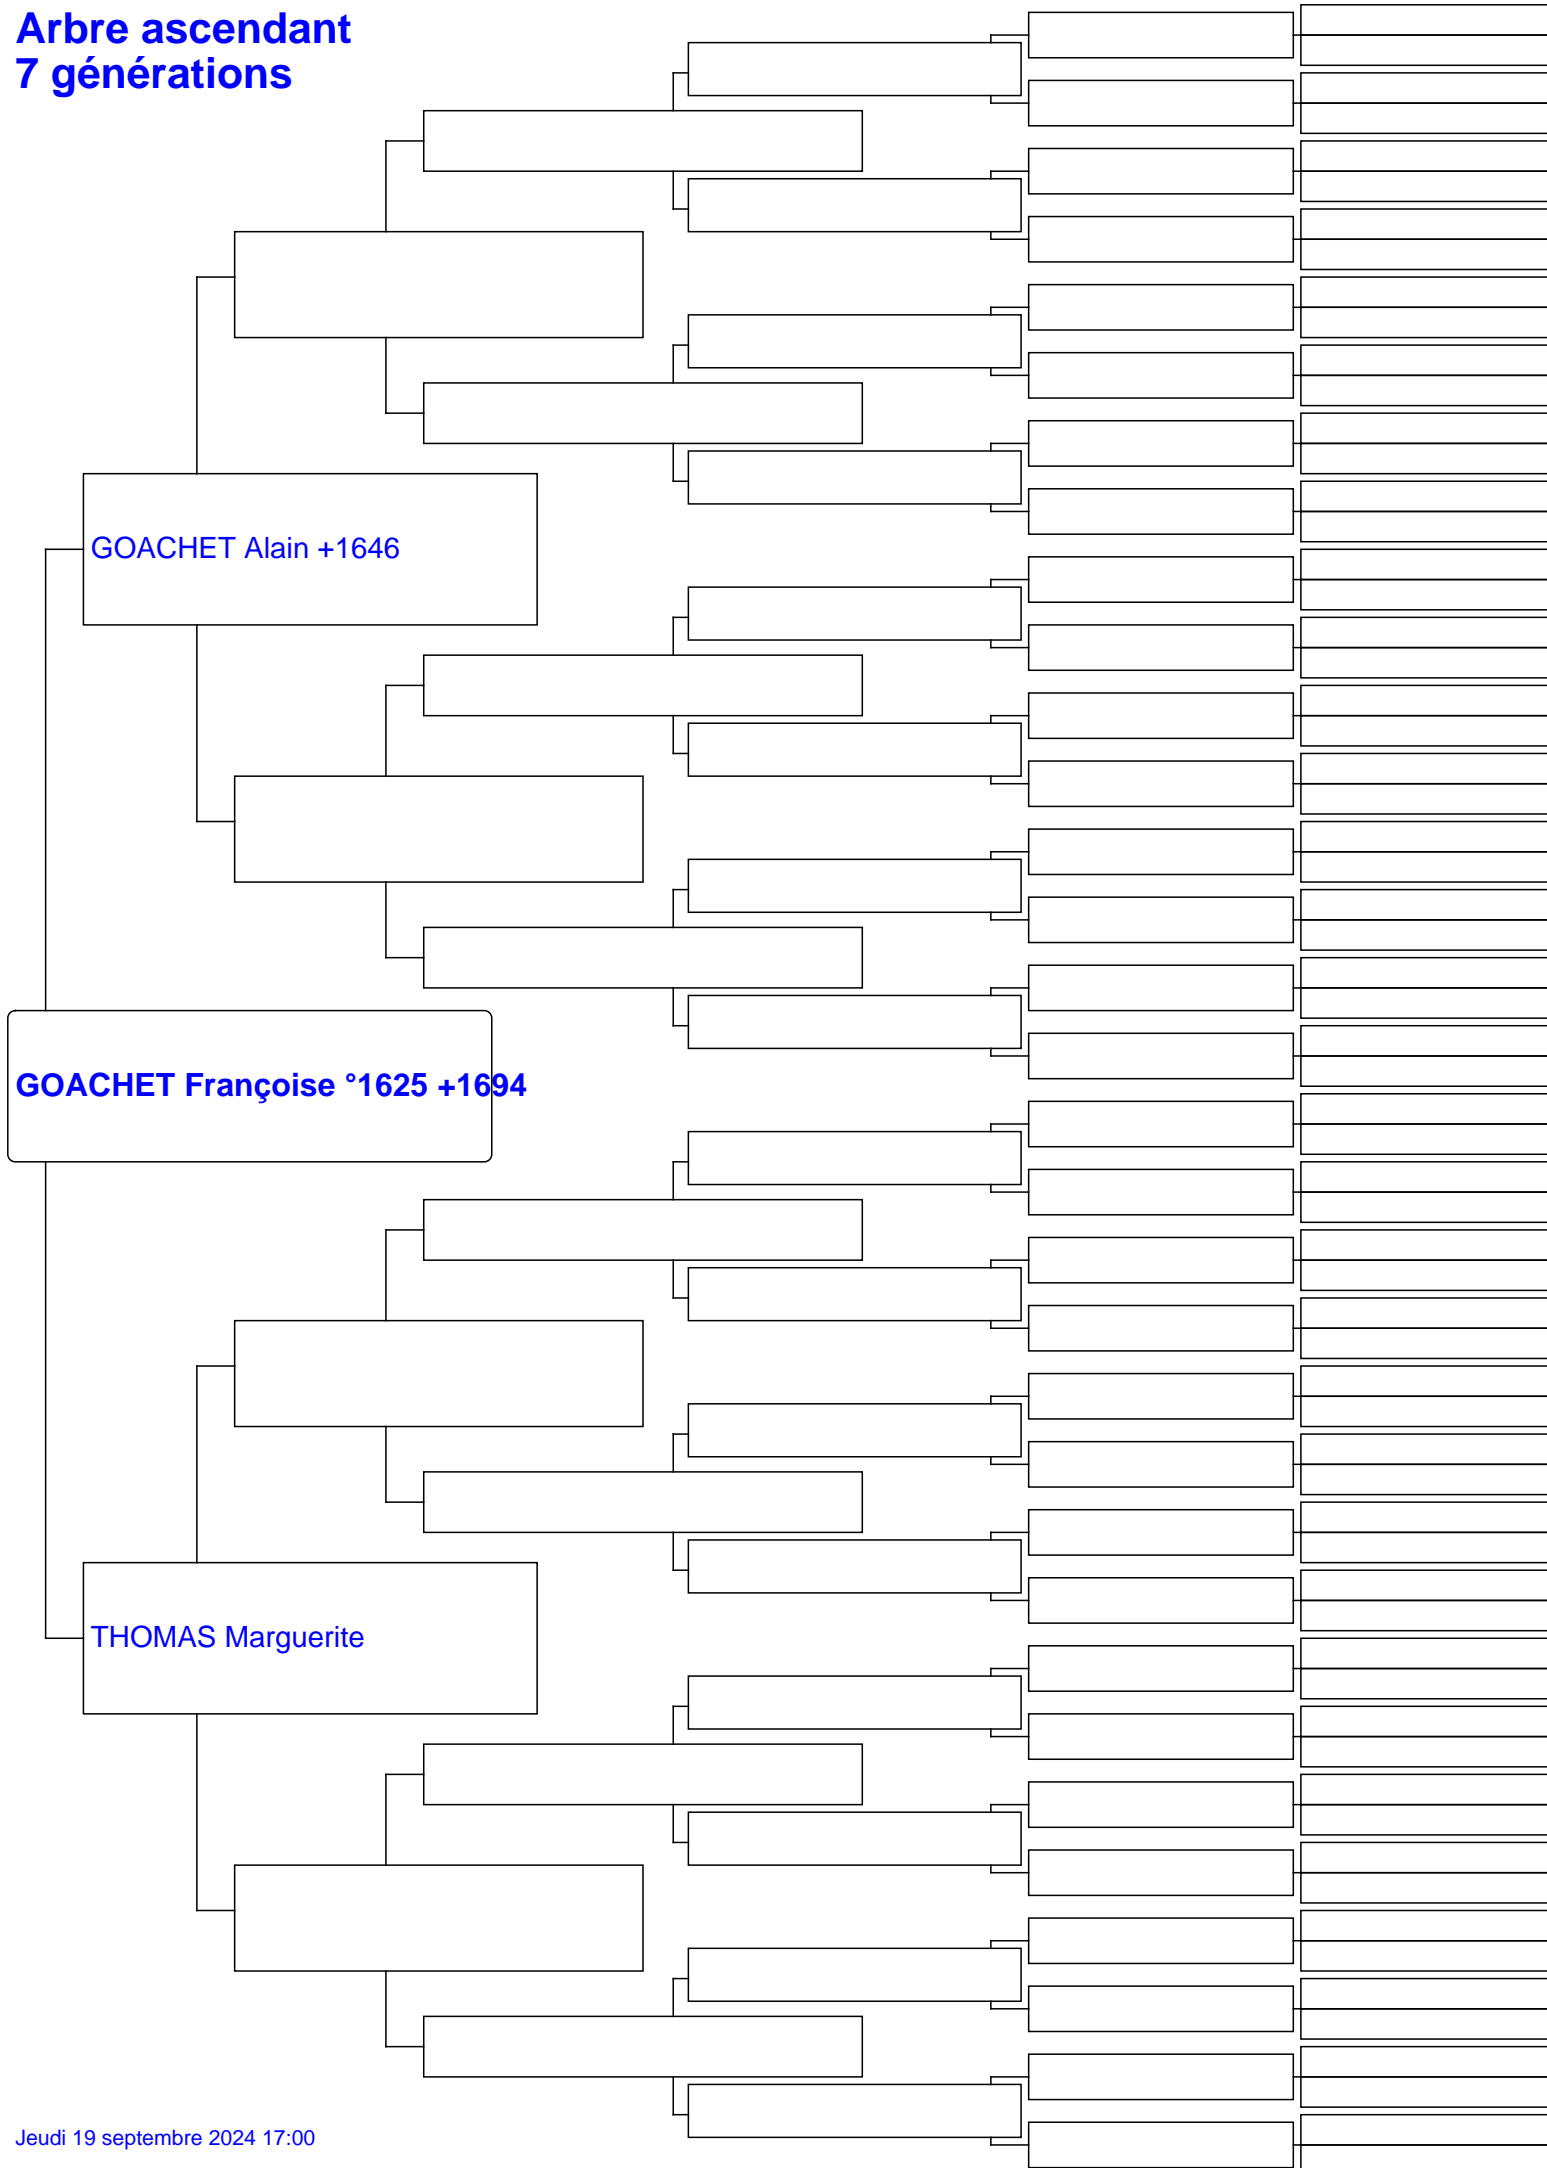 Arbre ascendant
7 générations
GOACHET Alain +1646
GOACHET Françoise °1625 +1694
THOMAS Marguerite
Jeudi 19 septembre 2024 17:00